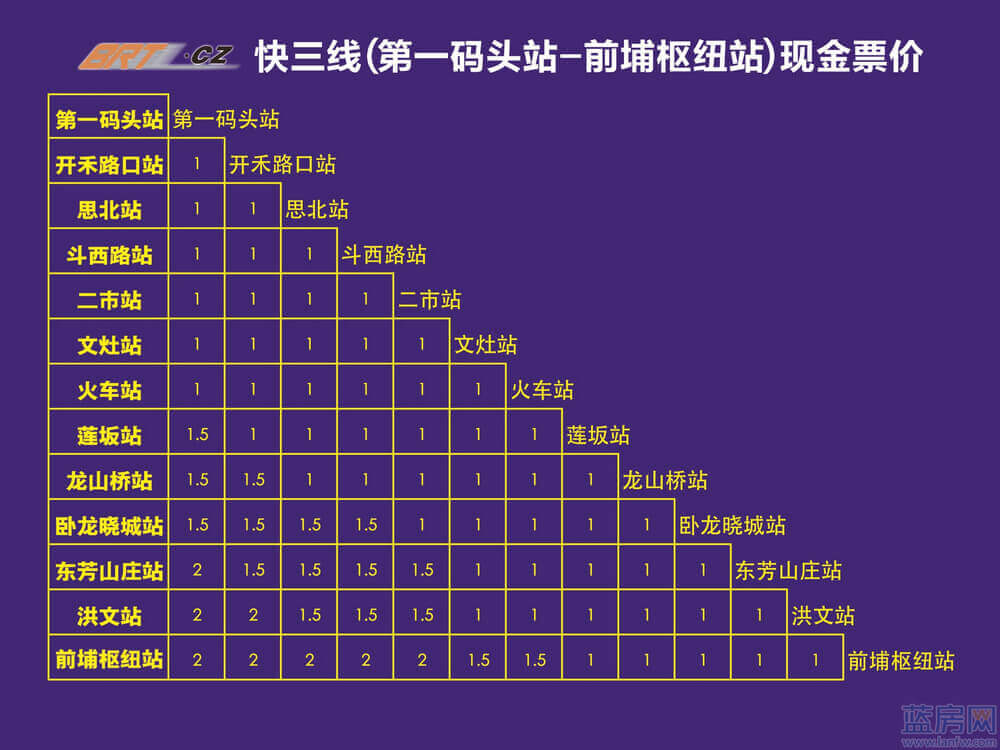 BRT·CZ 快三线(第一码头站-前埔枢纽站)现金票价
第一码头站 第一码头站
开禾路口站 1 开禾路口站
思北站 1 1 思北站
斗西路站 1 1 1 斗西路站
二市站 1 1 1 1 二市站
文灶站 1 1 1 1 1 文灶站
火车站 1 1 1 1 1 1 火车站
莲坂站 1.5 1 1 1 1 1 1 莲坂站
龙山桥站 1.5 1.5 1 1 1 1 1 1 龙山桥站
卧龙晓城站 1.5 1.5 1.5 1.5 1 1 1 1 1 卧龙晓城站
东芳山庄站 2 1.5 1.5 1.5 1.5 1 1 1 1 1 东芳山庄站
洪文站 2 2 1.5 1.5 1.5 1 1 1 1 1 1 洪文站
前埔枢纽站 2 2 2 2 2 1.5 1.5 1 1 1 1 1 前埔枢纽站
蓝房网
www.lanfw.com